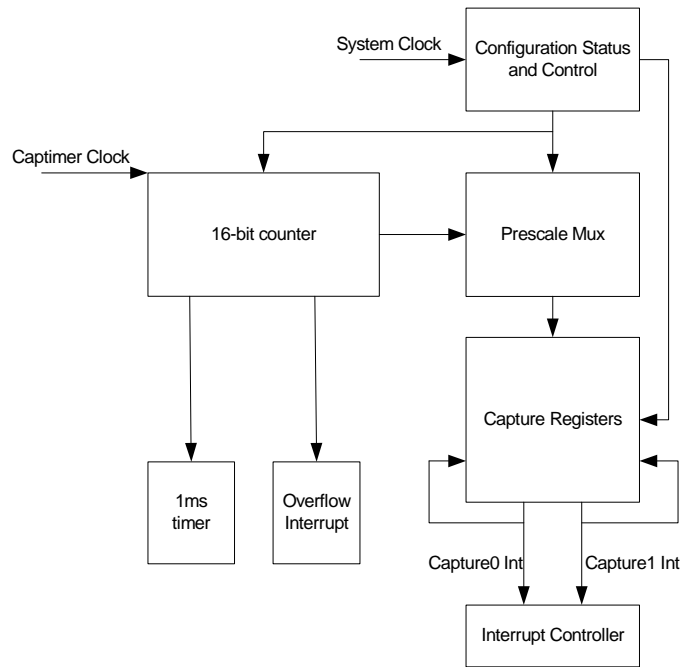 System Clock
Configuration Status
and Control
Captimer Clock
16-bit counter
Prescale Mux
Capture Registers
1ms
timer
Overflow
Interrupt
Capture0 Int
Capture1 Int
Interrupt Controller